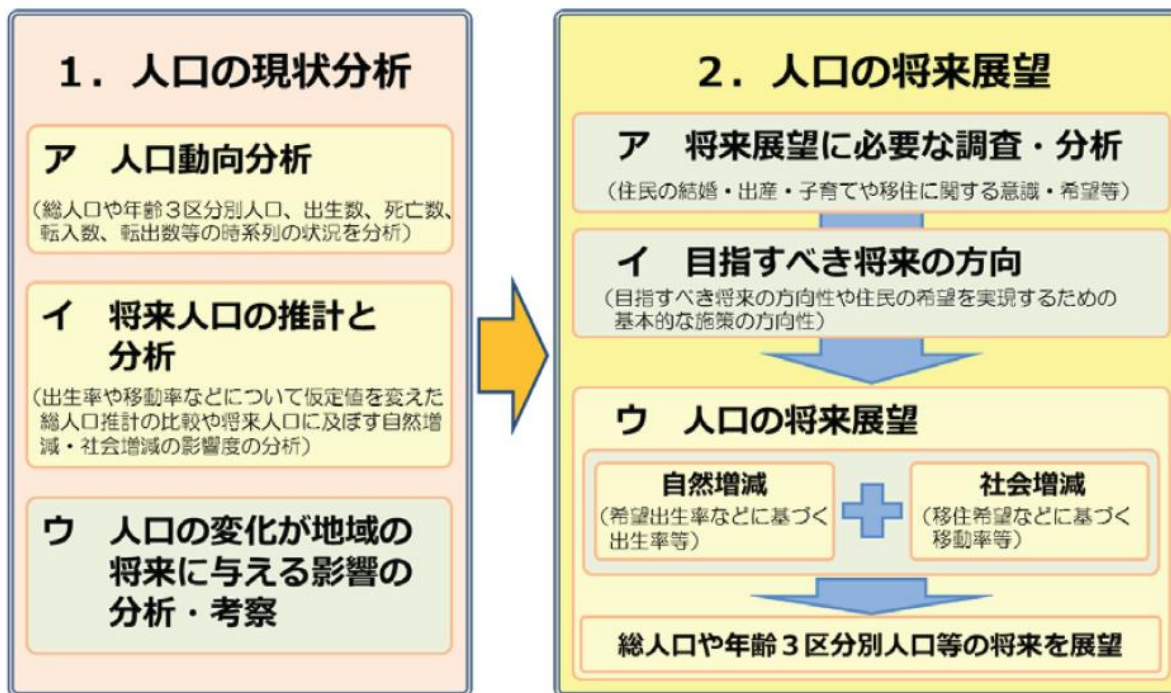 1．人口の現状分析
ア　人口動向分析
（総人口や年齢３区分別人口、出生数、死亡数、
転入数、転出数等の時系列の状況を分析）
イ　将来人口の推計と
分析
（出生率や移動率などについて仮定値を変えた
総人口推計の比較や将来人口に及ぼす自然増
減・社会増減の影響度の分析）
ウ　人口の変化が地域の
将来に与える影響の
分析・考察
2．人口の将来展望
ア　将来展望に必要な調査・分析
（住民の結婚・出産・子育てや移住に関する意識・希望等）
イ　目指すべき将来の方向
（目指すべき将来の方向性や住民の希望を実現するための
基本的な施策の方向性）
ウ　人口の将来展望
自然増減
（希望出生率などに基づく
出生率等）
社会増減
（移住希望などに基づく
移動率等）
総人口や年齢３区分別人口等の将来を展望